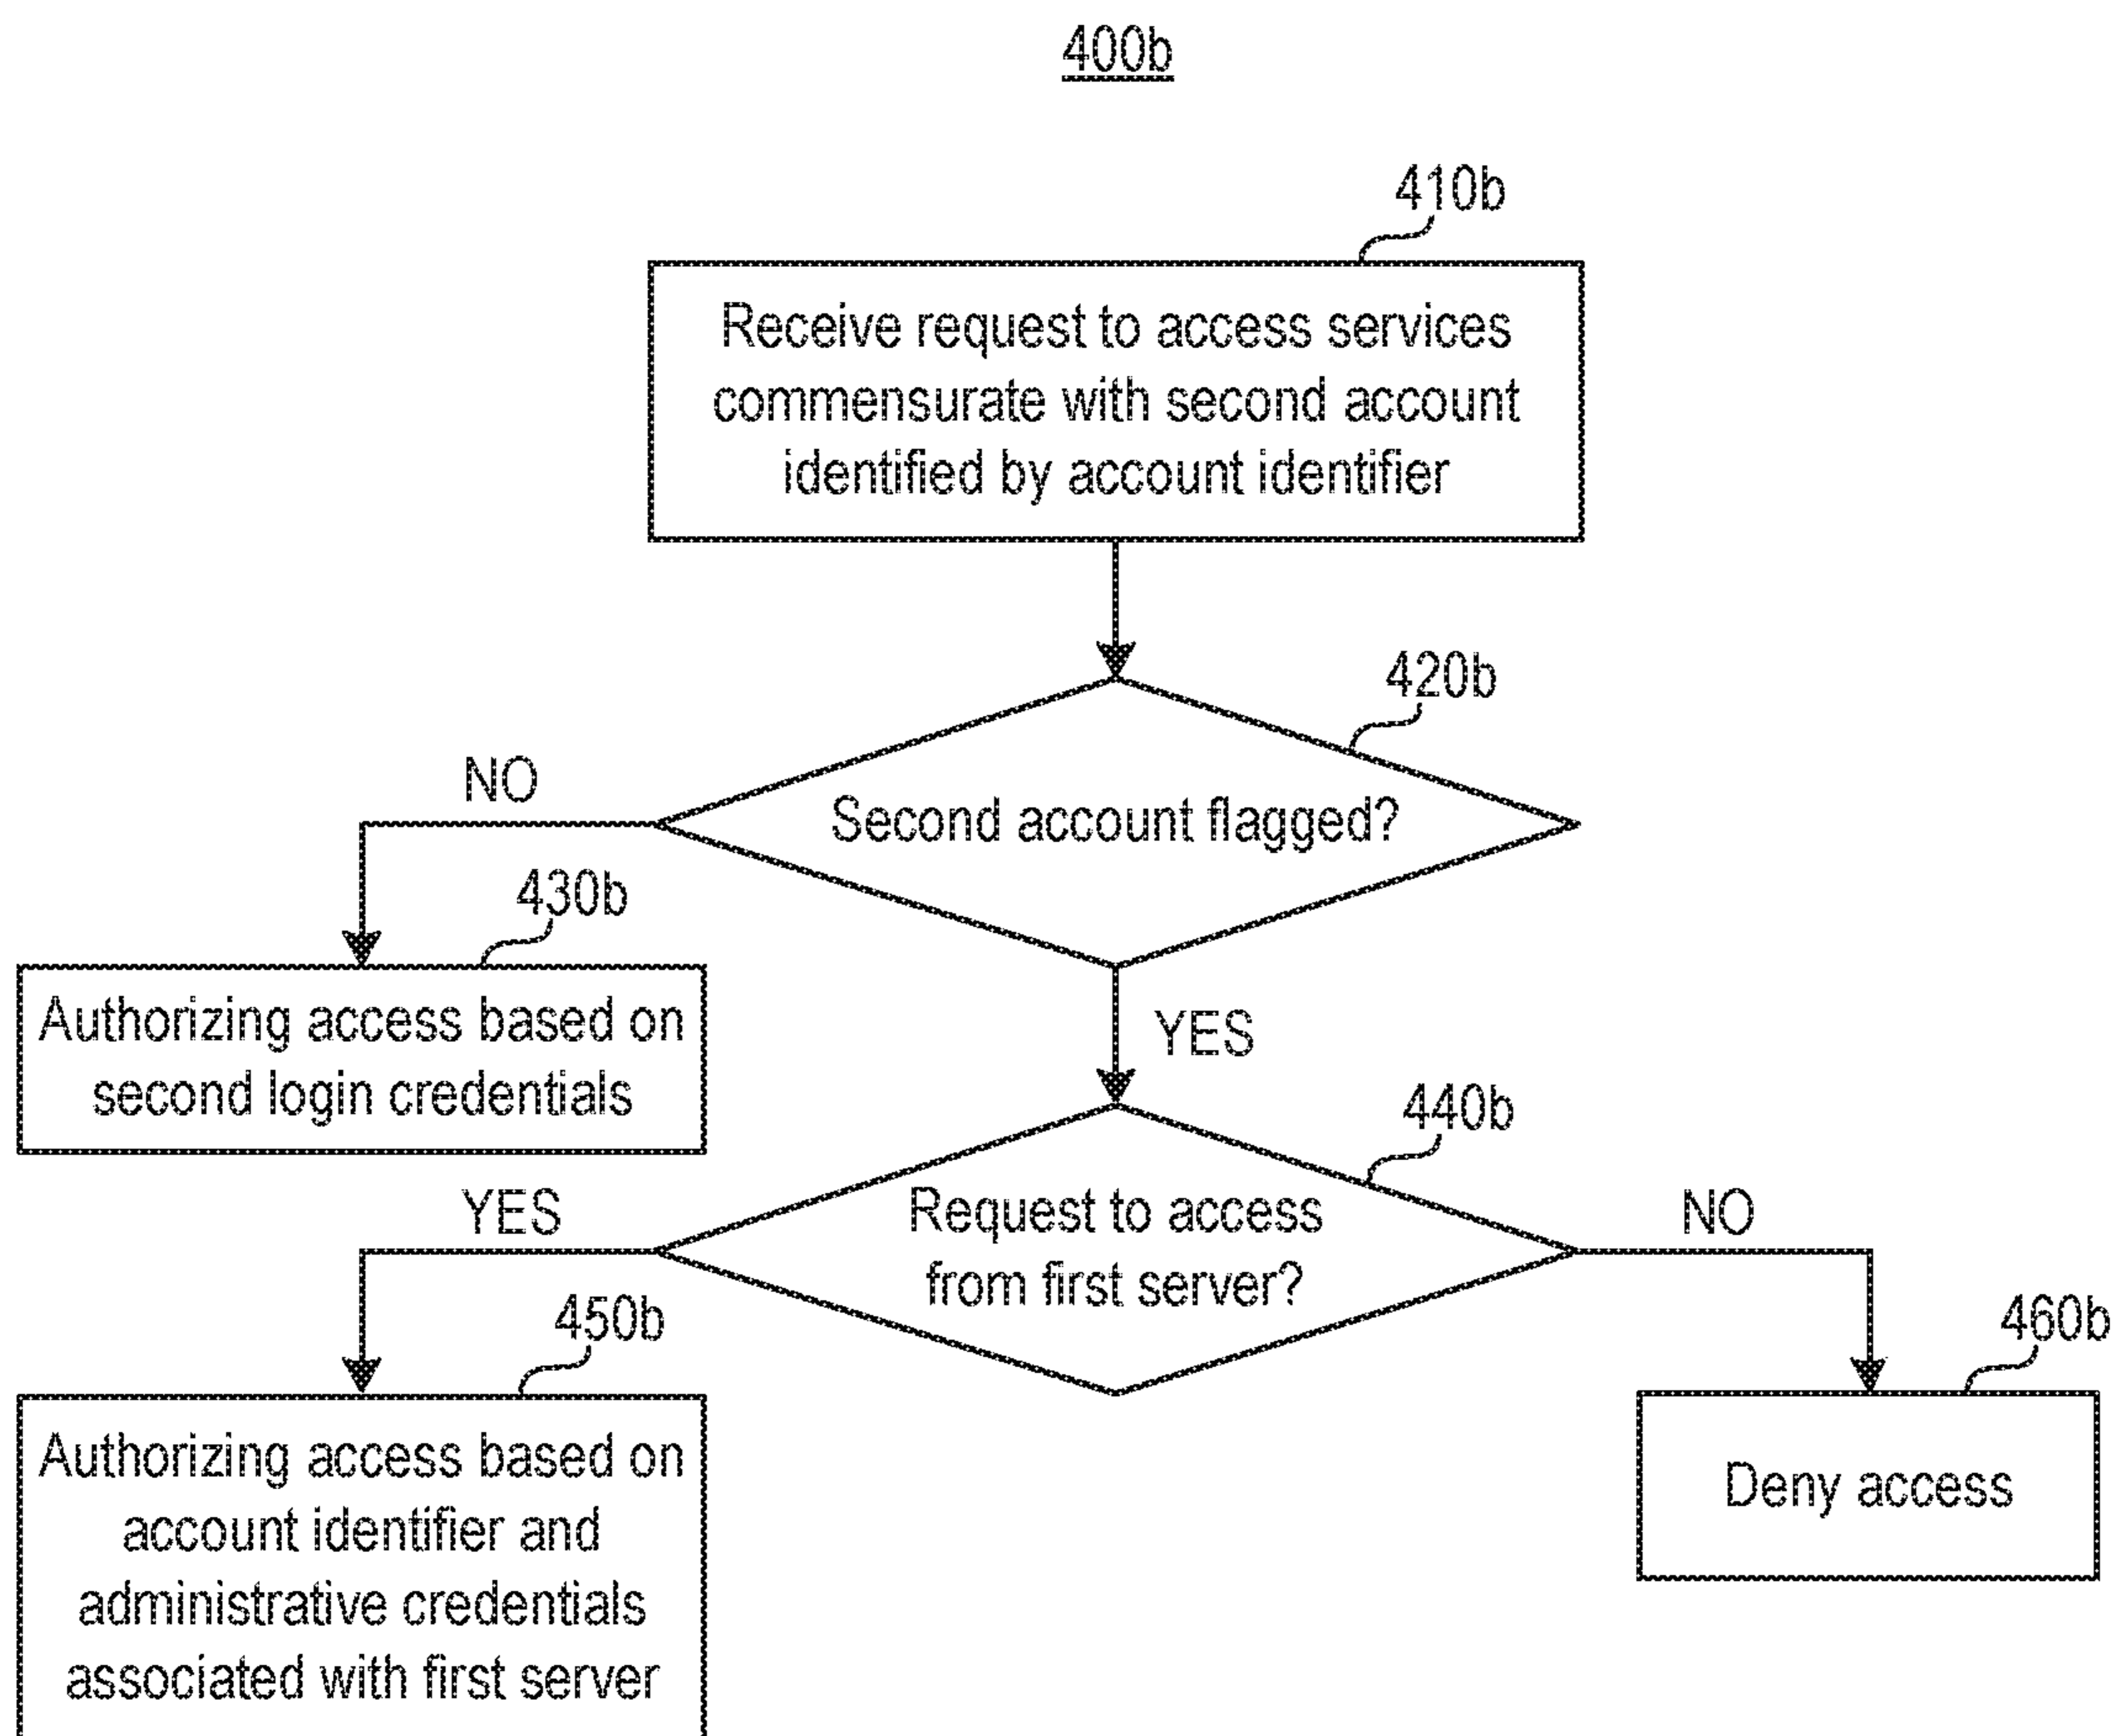 400b
410b
Receive request to access services
commensurate with second account
identified by account identifier
420b
NO
Second account flagged?
430b
Authorizing access based on
second login credentials
YES
440b
YES
Request to access
from first server?
NO
450b
460b
Authorizing access based on
account identifier and
administrative credentials
associated with first server
Deny access